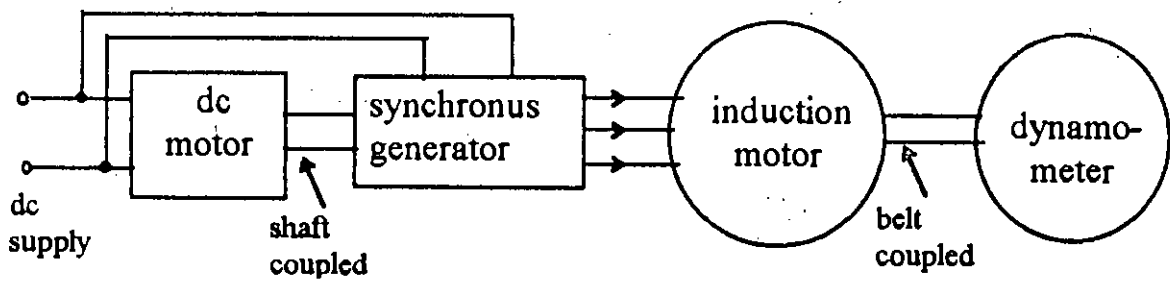 dc
motor
synchronus
generator
induction
motor
dynamo-
meter
dc
supply
shaft
coupled
belt
coupled